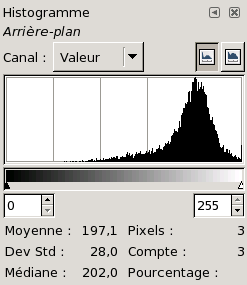 Histogramme
Arrière-plan
Canal : Valeur
0 255
Moyenne : 197,1 Pixels : 3
Dev Std : 28,0 Compte : 3
Médiane : 202,0 Pourcentage :